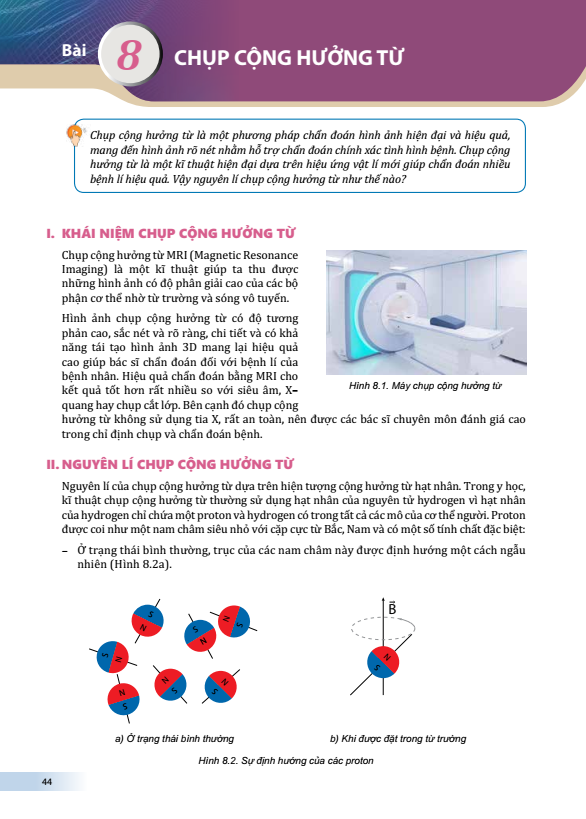 Bài
8
CHỤP CỘNG HƯỞNG TỪ
Chụp cộng hưởng từ là một phương pháp chẩn đoán hình ảnh hiện đại và hiệu quả,
mang đến hình ảnh rõ nét nhằm hỗ trợ chẩn đoán chính xác tình hình bệnh. Chụp cộng
hưởng từ là một kĩ thuật hiện đại dựa trên hiệu ứng vật lí mới giúp chẩn đoán nhiều
bệnh lí hiệu quả. Vậy nguyên lí chụp cộng hưởng từ như thế nào?
I. KHÁI NIỆM CHỤP CỘNG HƯỞNG TỪ
Chụp cộng hưởng từ MRI (Magnetic Resonance
Imaging) là một kĩ thuật giúp ta thu được
những hình ảnh có độ phân giải cao của các bộ
phận cơ thể nhờ từ trường và sóng vô tuyến.
Hình ảnh chụp cộng hưởng từ có độ tương
phản cao, sắc nét và rõ ràng, chi tiết và có khả
năng tái tạo hình ảnh 3D mang lại hiệu quả
cao giúp bác sĩ chẩn đoán đối với bệnh lí của
bệnh nhân. Hiệu quả chẩn đoán bằng MRI cho
kết quả tốt hơn rất nhiều so với siêu âm, X–
quang hay chụp cắt lớp. Bên cạnh đó chụp cộng
hưởng từ không sử dụng tia X, rất an toàn, nên được các bác sĩ chuyên môn đánh giá cao
trong chỉ định chụp và chẩn đoán bệnh.
Hình 8.1. Máy chụp cộng hưởng từ
II. NGUYÊN LÍ CHỤP CỘNG HƯỞNG TỪ
Nguyên lí của chụp cộng hưởng từ dựa trên hiện tượng cộng hưởng từ hạt nhân. Trong y học,
kĩ thuật chụp cộng hưởng từ thường sử dụng hạt nhân của nguyên tử hydrogen vì hạt nhân
của hydrogen chỉ chứa một proton và hydrogen có trong tất cả các mô của cơ thể người. Proton
được coi như một nam châm siêu nhỏ với cặp cực từ Bắc, Nam và có một số tính chất đặc biệt:
– Ở trạng thái bình thường, trục của các nam châm này được định hướng một cách ngẫu
nhiên (Hình 8.2a).
S
N
S
N
N
S
S
N
N
S
N
S
N
S
B⃗
N
S
a) Ở trạng thái bình thường
b) Khi được đặt trong từ trường
Hình 8.2. Sự định hướng của các proton
44